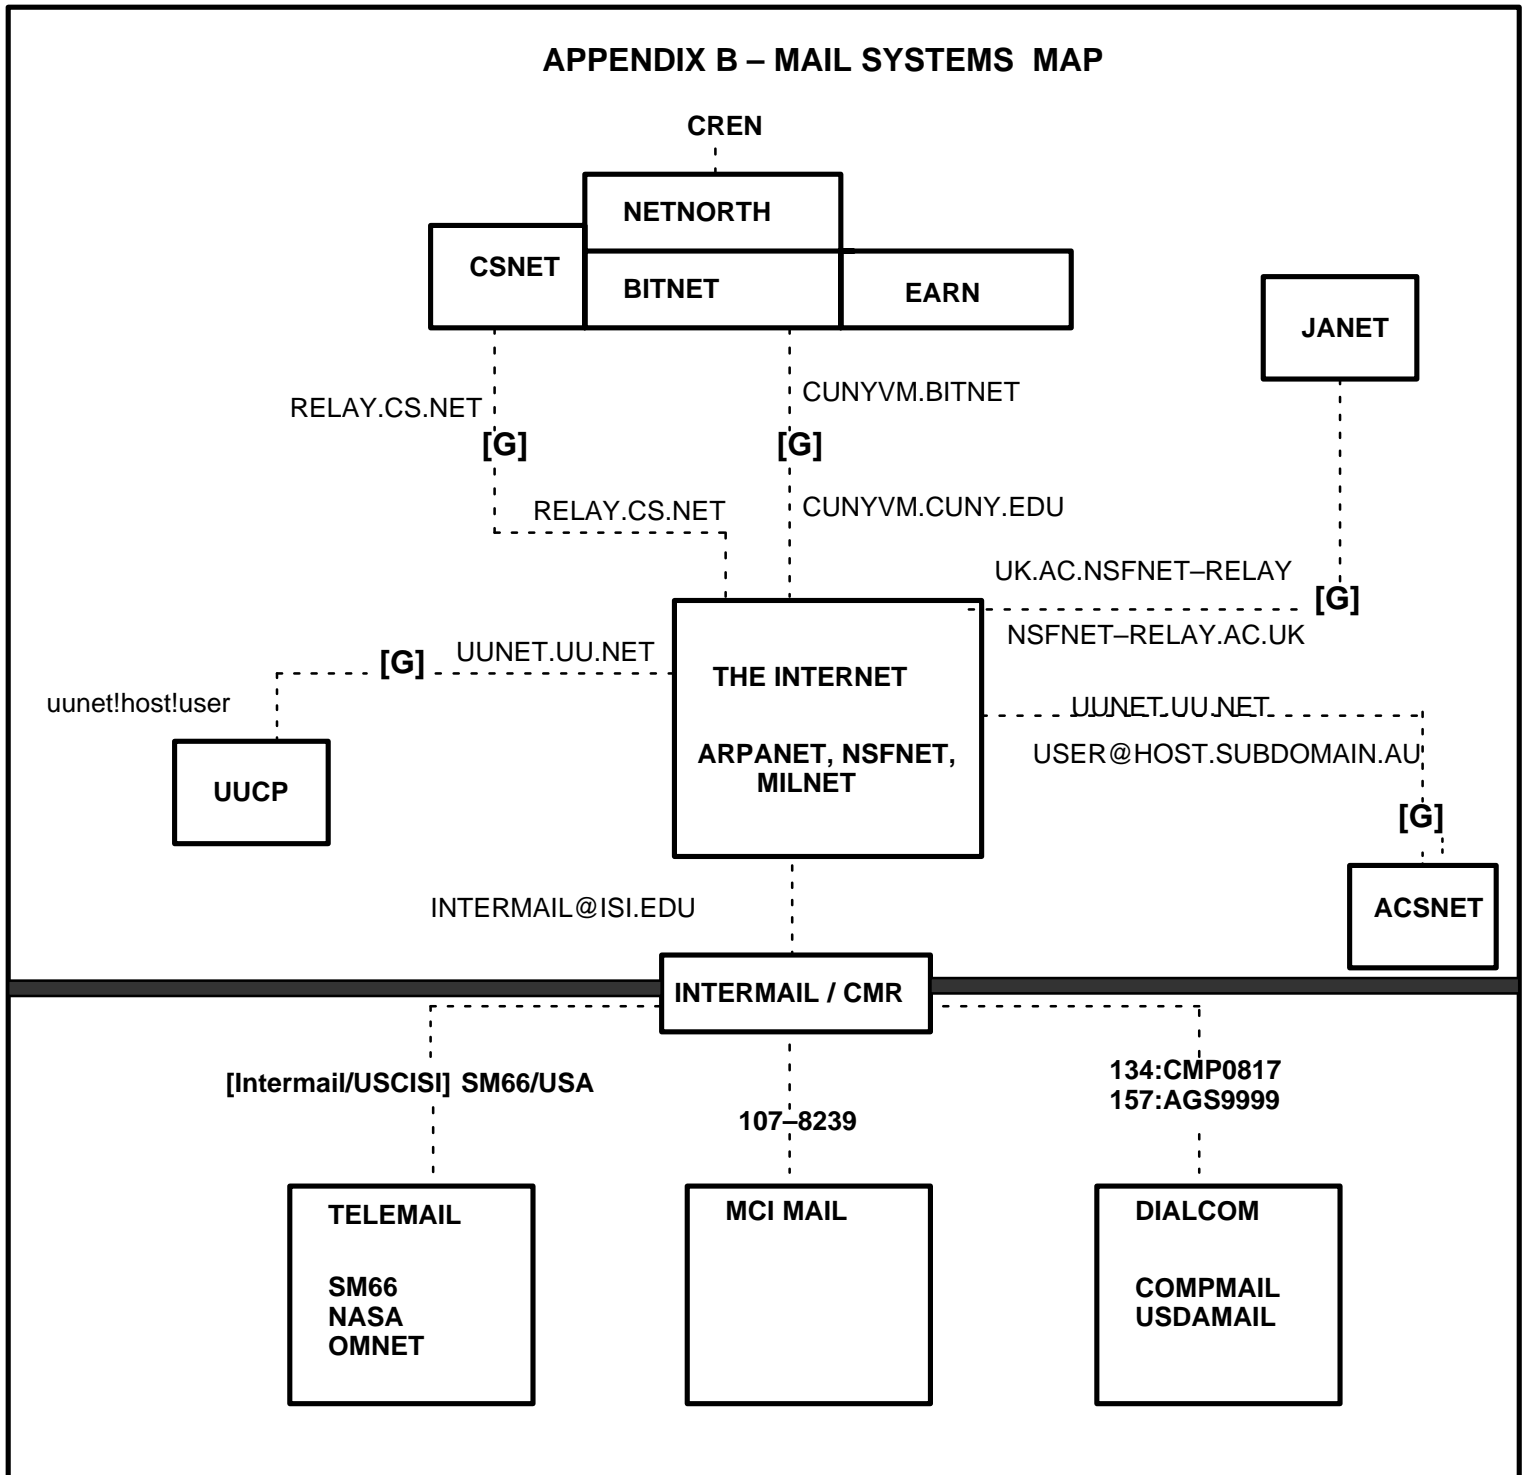 APPENDIX B – MAIL SYSTEMS MAP
CREN
NETNORTH
CSNET
BITNET
EARN
JANET
RELAY.CS.NET
CUNYVM.BITNET
[G]
[G]
RELAY.CS.NET
CUNYVM.CUNY.EDU
UK.AC.NSFNET–RELAY
[G]
NSFNET–RELAY.AC.UK
[G]
UUNET.UU.NET
uunet!host!user
UUCP
THE INTERNET
ARPANET, NSFNET,
MILNET
UUNET.UU.NET
USER@HOST.SUBDOMAIN.AU
[G]
ACSNET
INTERMAIL@ISI.EDU
INTERMAIL / CMR
[Intermail/USCISI] SM66/USA
107–8239
134:CMP0817
157:AGS9999
TELEMAIL
SM66
NASA
OMNET
MCI MAIL
DIALCOM
COMPMAIL
USDAMAIL